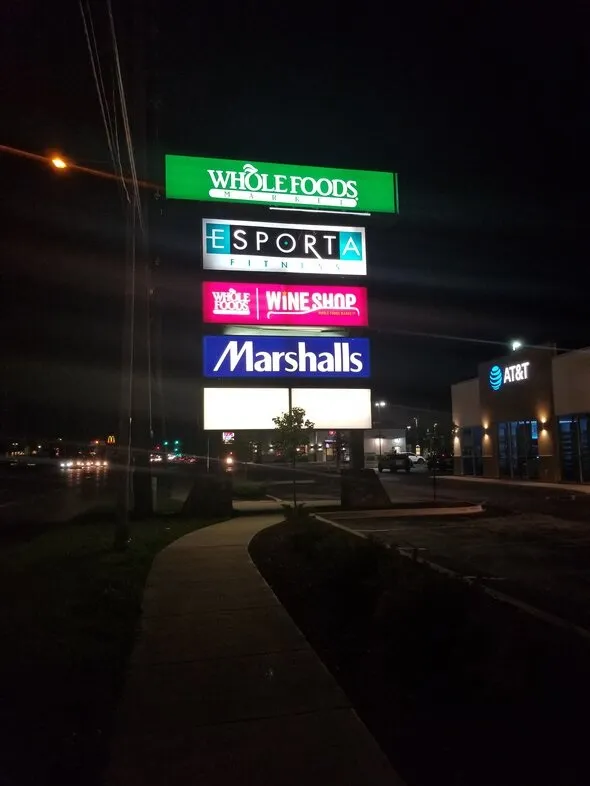 WHOLE FOODS
MARKET
ESPORTA
FITNESS
WHOLE
FOODS
WINE SHOP
Marshalls
AT&T